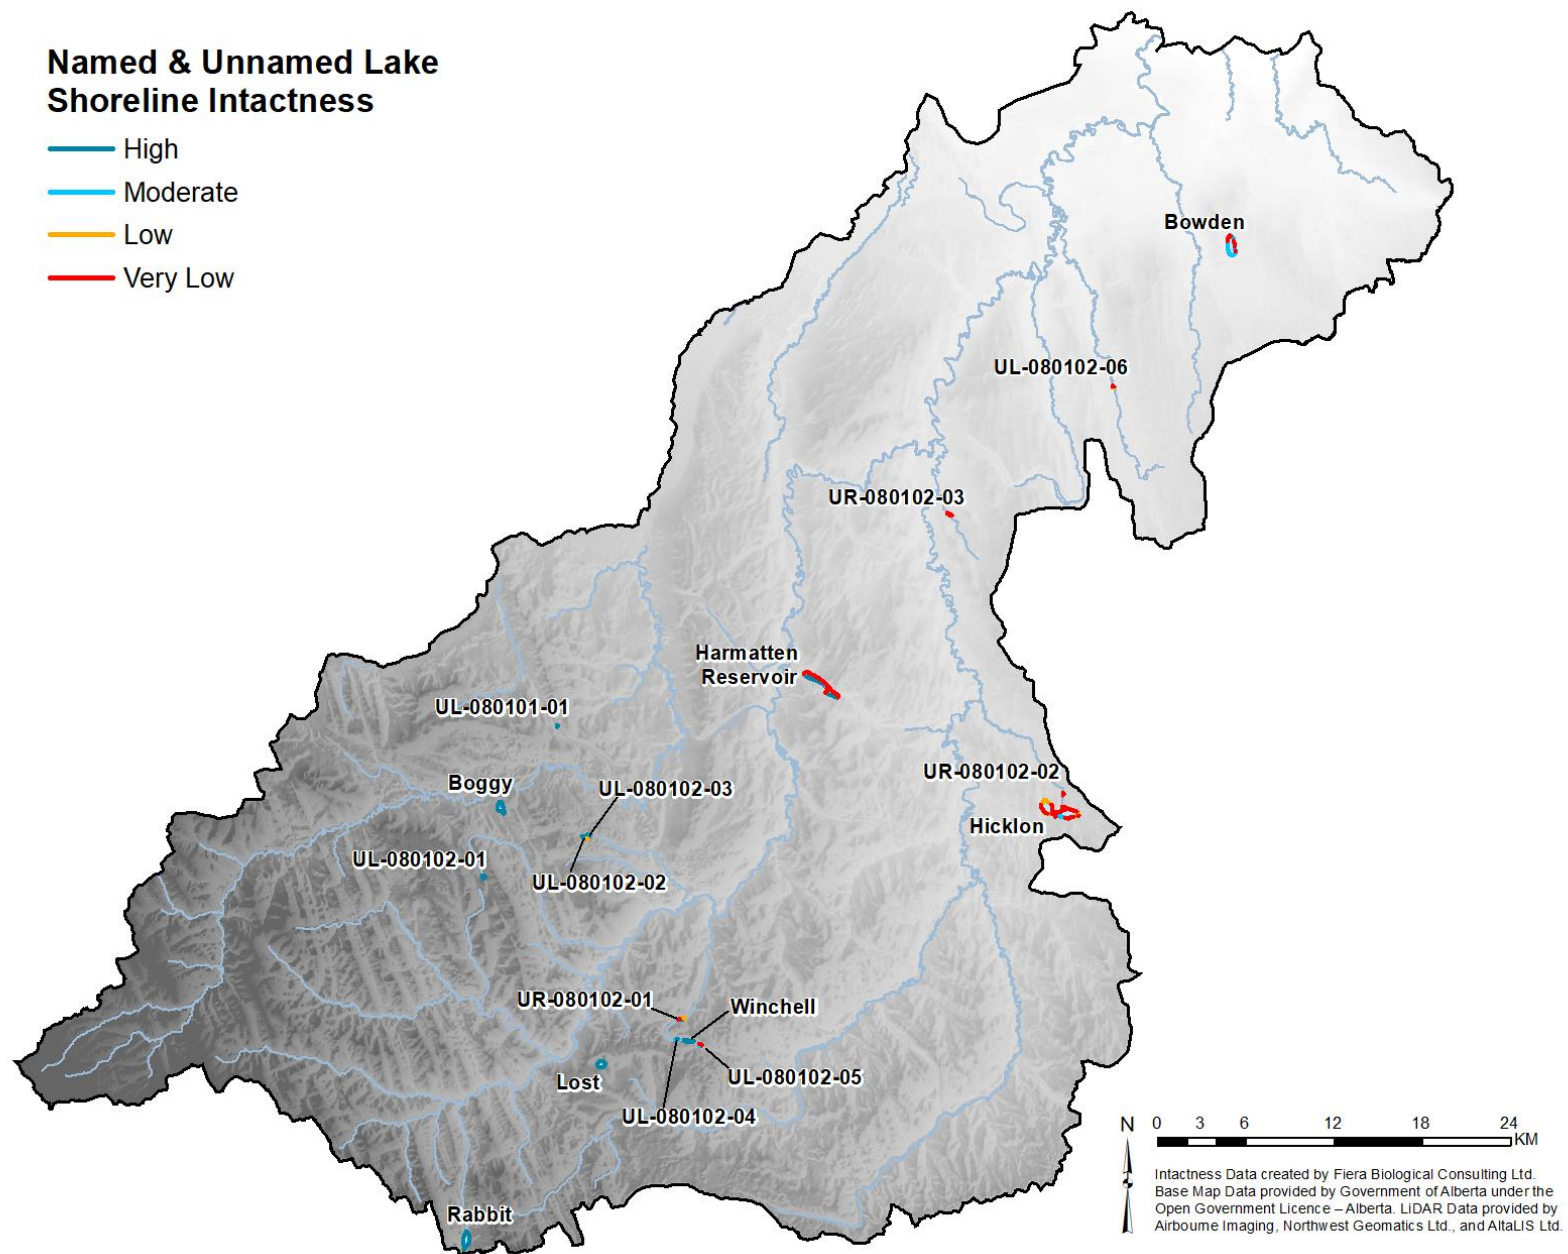 Named & Unnamed Lake
Shoreline Intactness
High
Moderate
Low
Very Low
Bowden
UL-080102-06
UR-080102-03
Harmatten
Reservoir
UL-080101-01
UR-080102-02
Boggy
UL-080102-03
Hicklon
UL-080102-01
UL-080102-02
UR-080102-01
Winchell
Lost
UL-080102-05
UL-080102-04
Rabbit
N
0 3 6 12 18 24
KM
Intactness Data created by Fiera Biological Consulting Ltd.
Base Map Data provided by Government of Alberta under the
Open Government Licence – Alberta. LiDAR Data provided by
Airbourne Imaging, Northwest Geomatics Ltd., and AltaLIS Ltd.